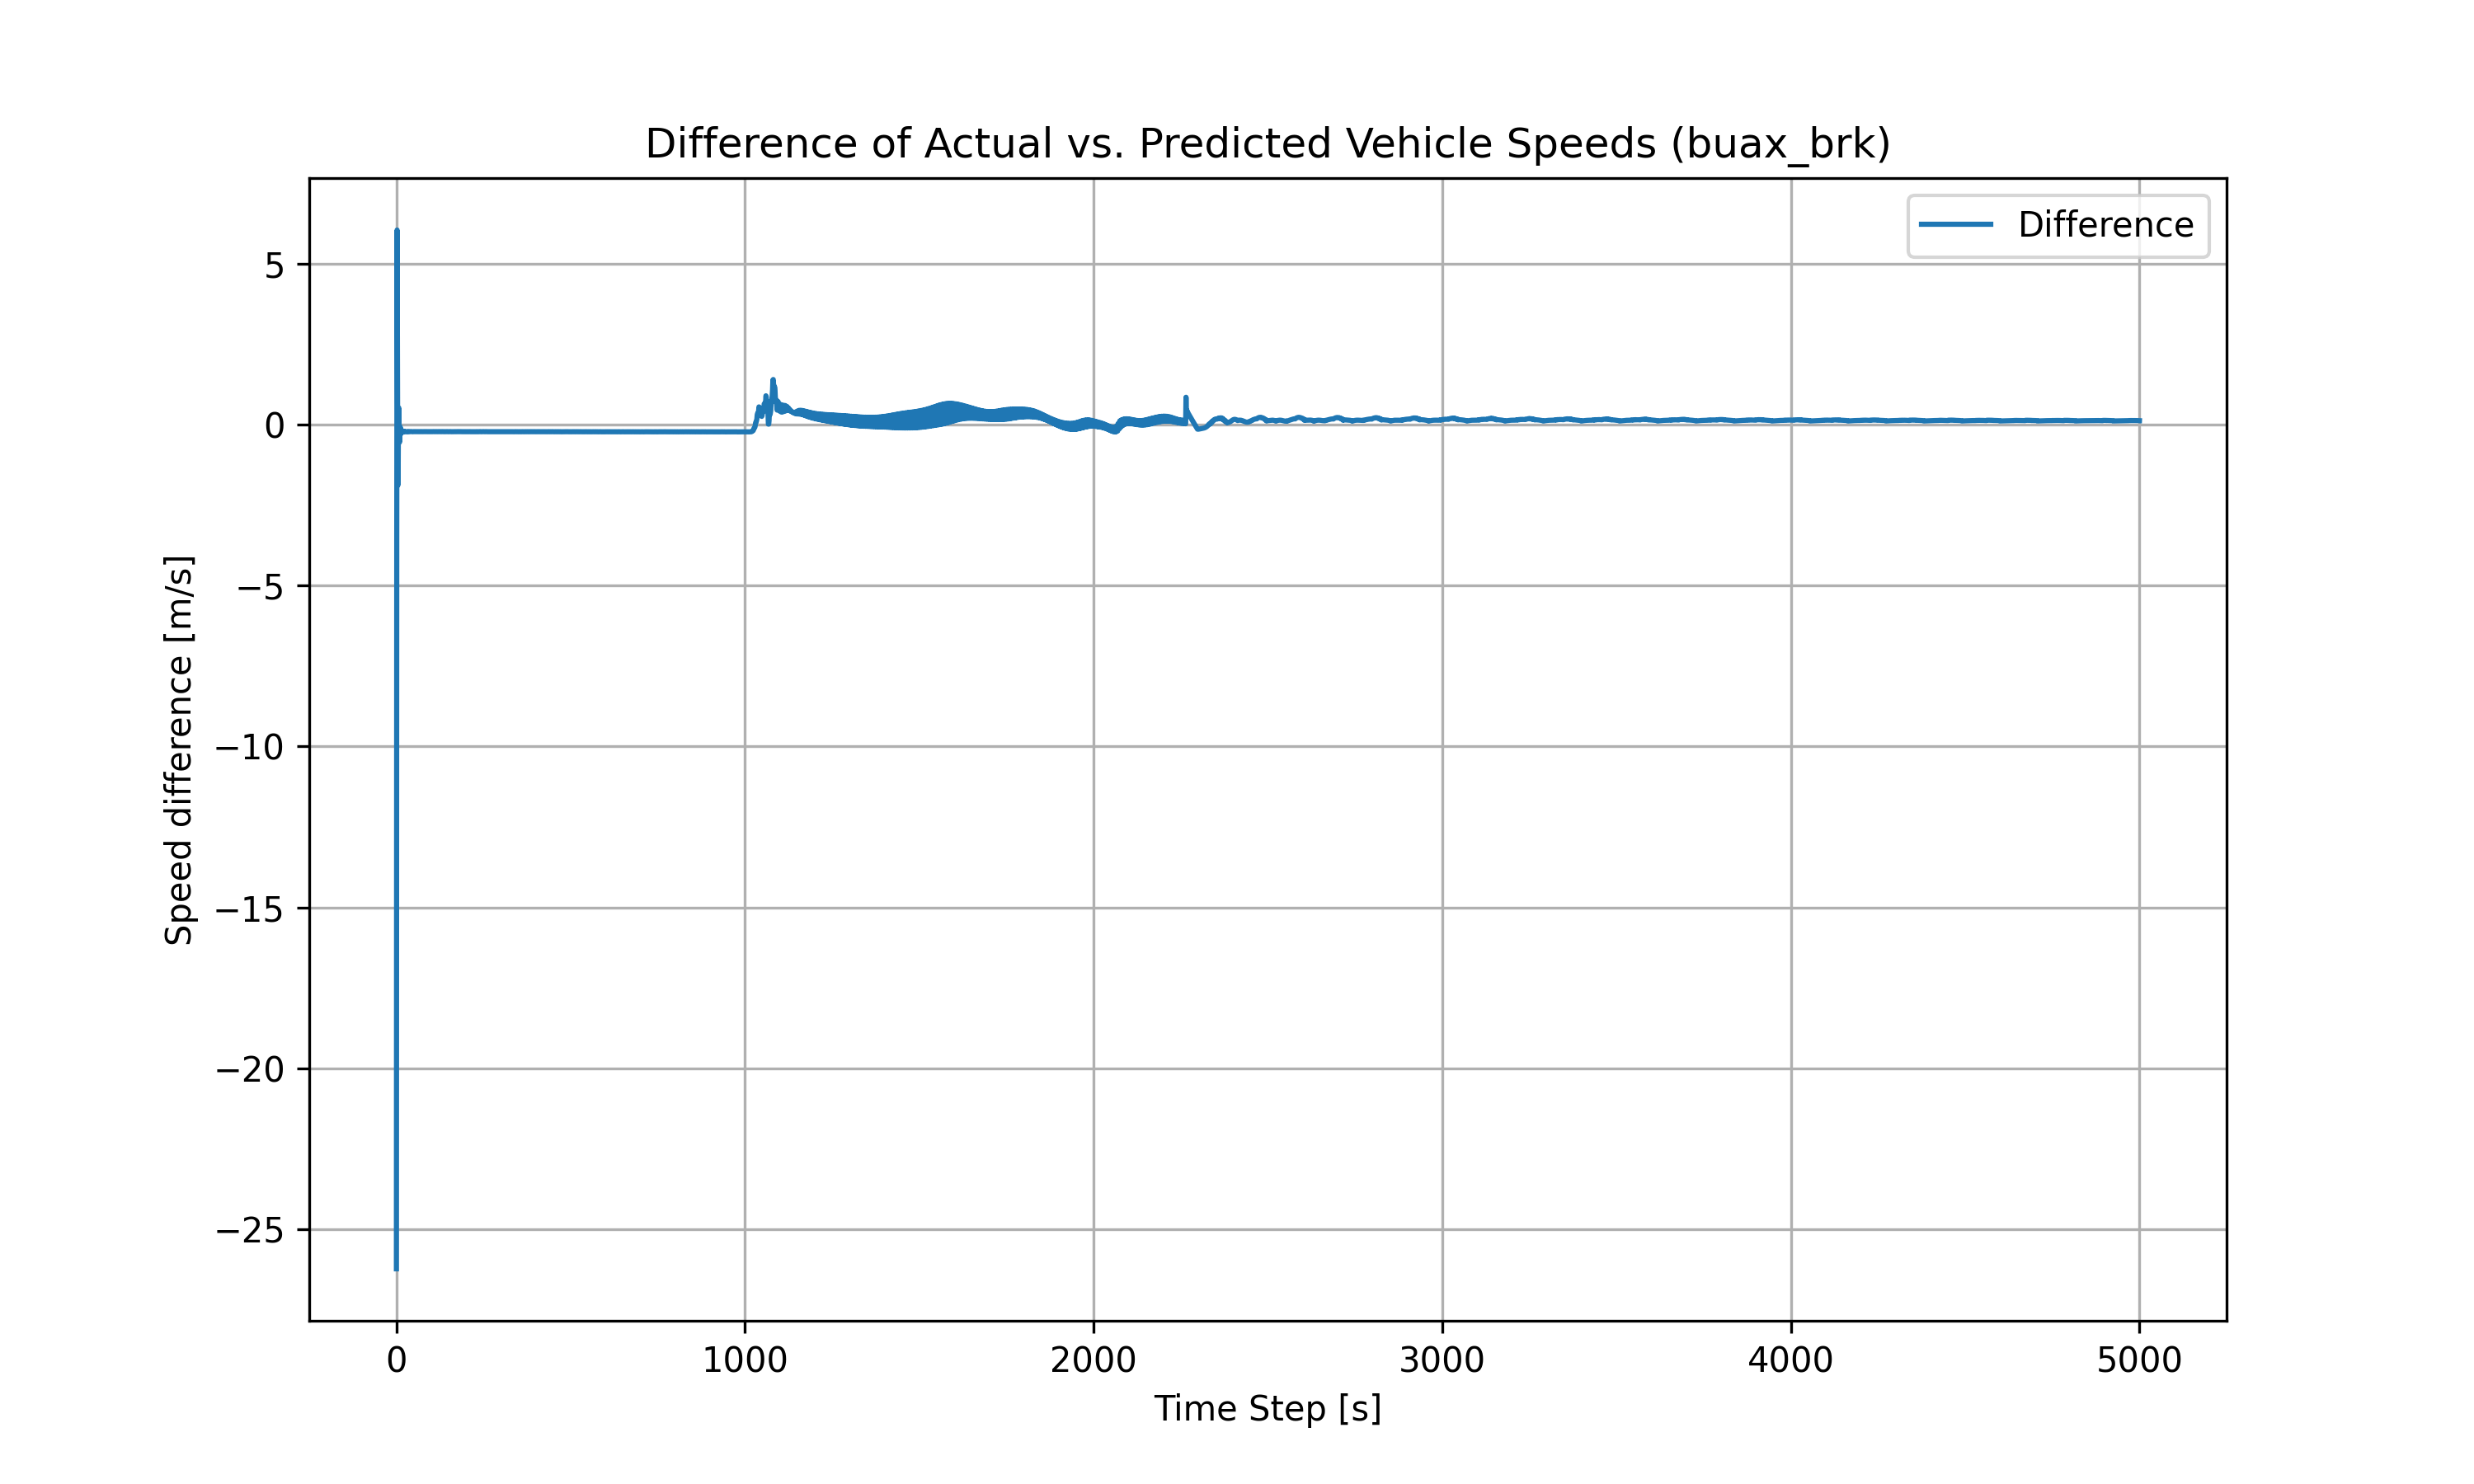 Difference of Actual vs. Predicted Vehicle Speeds (buax_brk)
Difference
5
0
−5
−10
−15
−20
−25
Speed difference [m/s]
0 1000 2000 3000 4000 5000
Time Step [s]